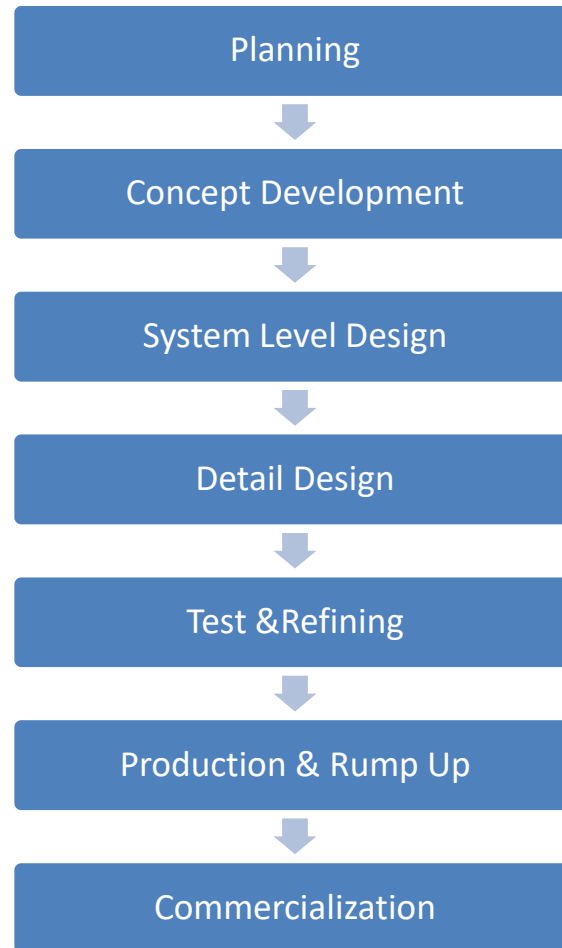 Planning
Concept Development
System Level Design
Detail Design
Test &Refining
Production & Rump Up
Commercialization